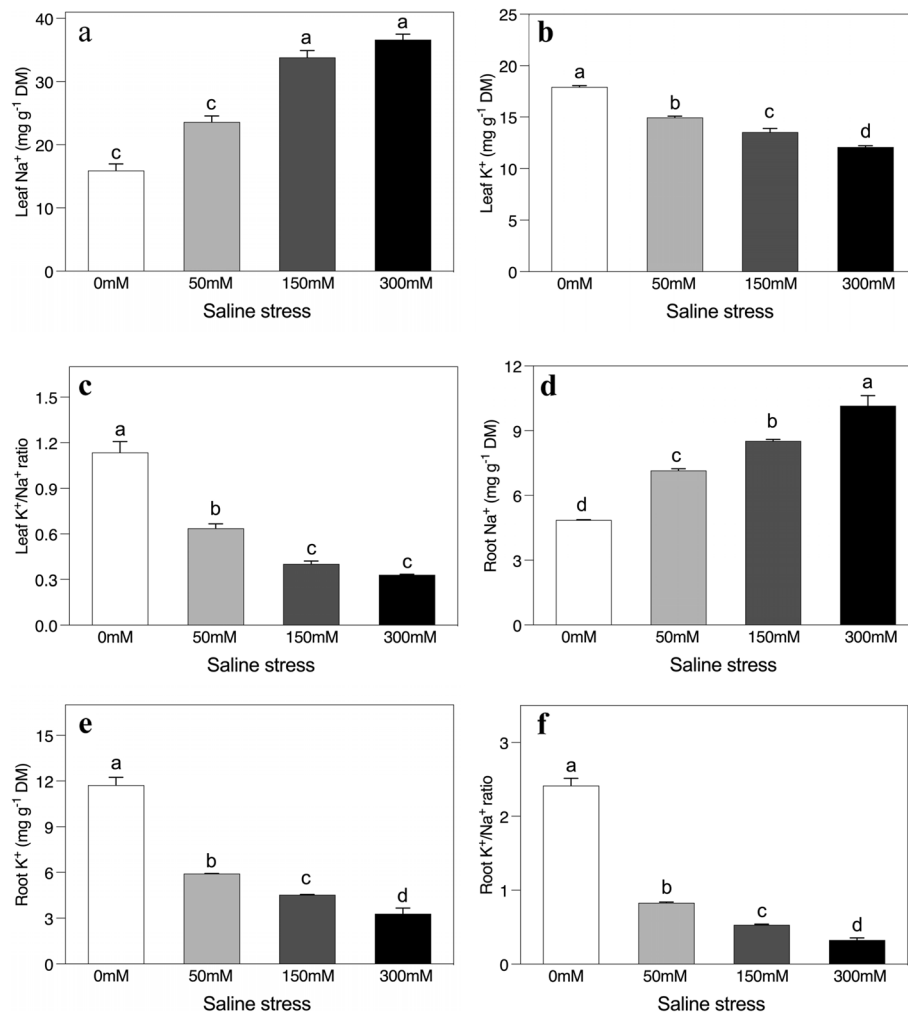 a
Leaf Na⁺ (mg g⁻¹ DM)
40
30
20
10
0
c
c
a
a
0mM 50mM 150mM 300mM
Saline stress
b
Leaf K⁺ (mg g⁻¹ DM)
25
20
15
10
5
0
a
b
c
d
0mM 50mM 150mM 300mM
Saline stress
c
Leaf K⁺/Na⁺ ratio
1.5
1.2
0.9
0.6
0.3
0.0
a
b
c
c
0mM 50mM 150mM 300mM
Saline stress
d
Root Na⁺ (mg g⁻¹ DM)
12
9
6
3
0
d
c
b
a
0mM 50mM 150mM 300mM
Saline stress
e
Root K⁺ (mg g⁻¹ DM)
15
12
9
6
3
0
a
b
c
d
0mM 50mM 150mM 300mM
Saline stress
f
Root K⁺/Na⁺ ratio
3
2
1
0
a
b
c
d
0mM 50mM 150mM 300mM
Saline stress